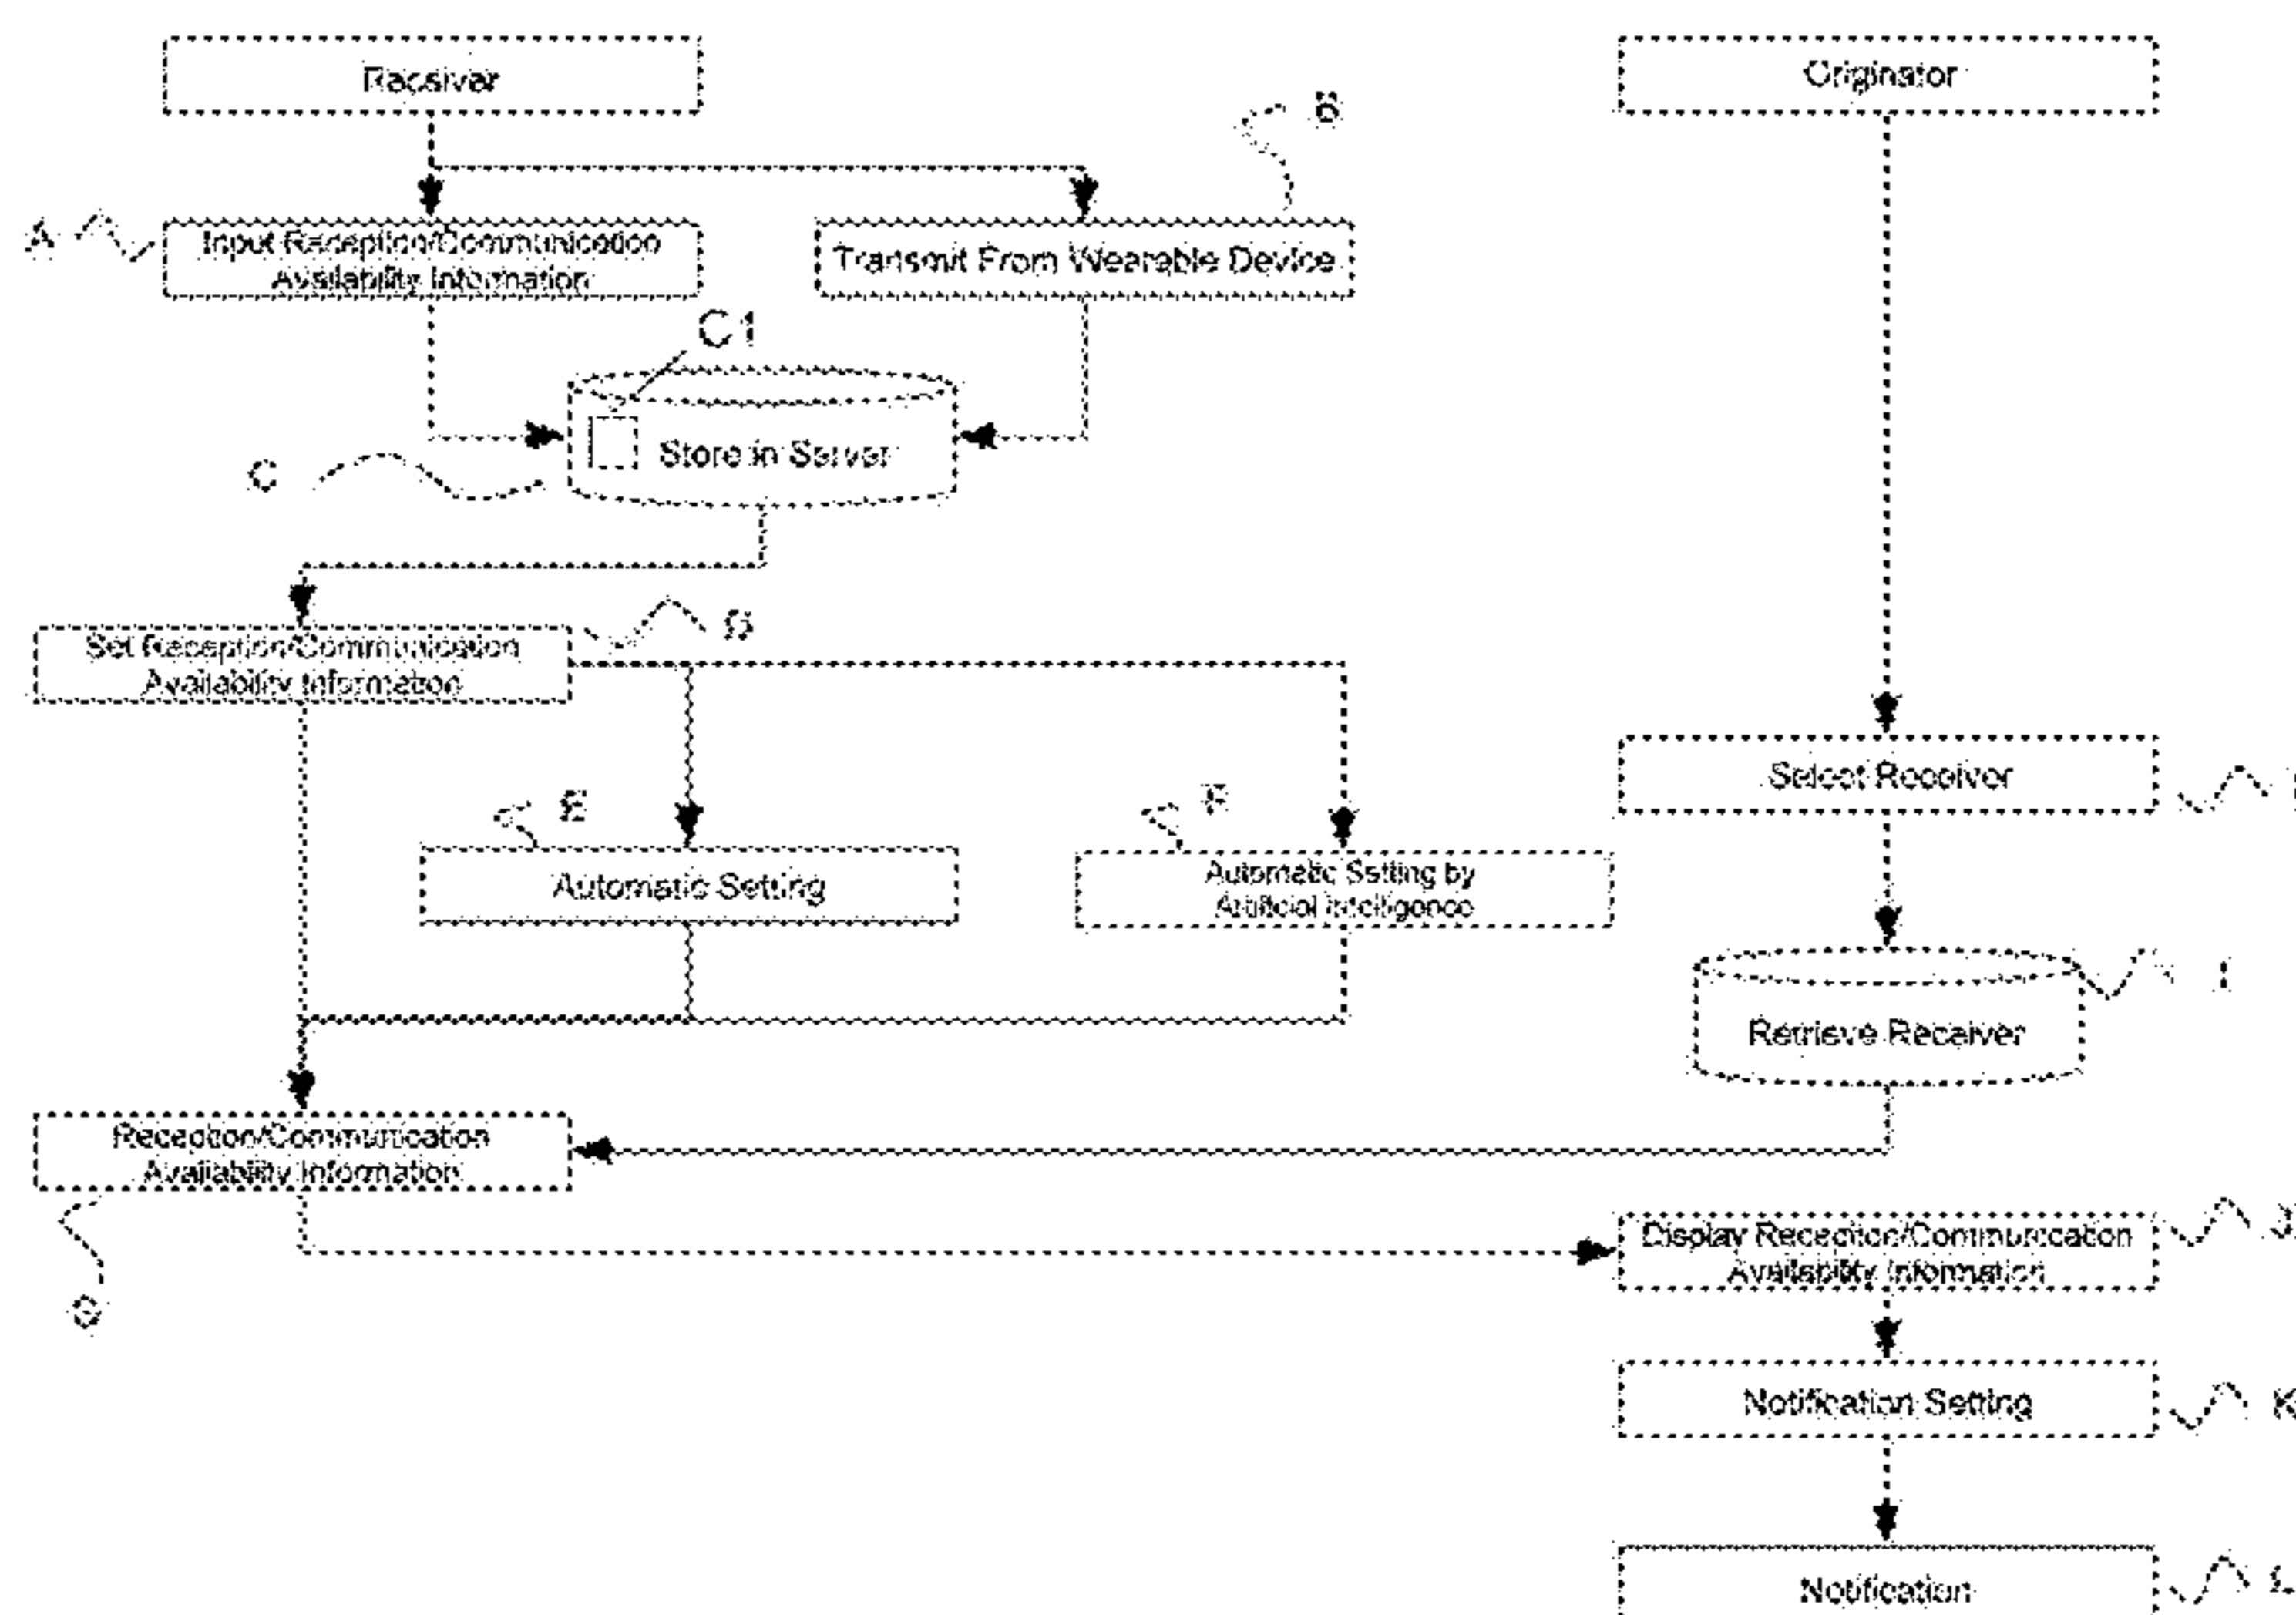 Receiver
Originator
B
A
Input Reception/Communication
Availability Information
Transmit From Wearable Device
C1
C
Store in Server
D
Set Reception/Communication
Availability Information
Select Receiver
E
F
Automatic Setting
Automatic Setting by
Artificial Intelligence
I
Retrieve Receiver
Reception/Communication
Availability Information
J
Display Reception/Communication
Availability Information
G
Notification Setting
K
Notification
L